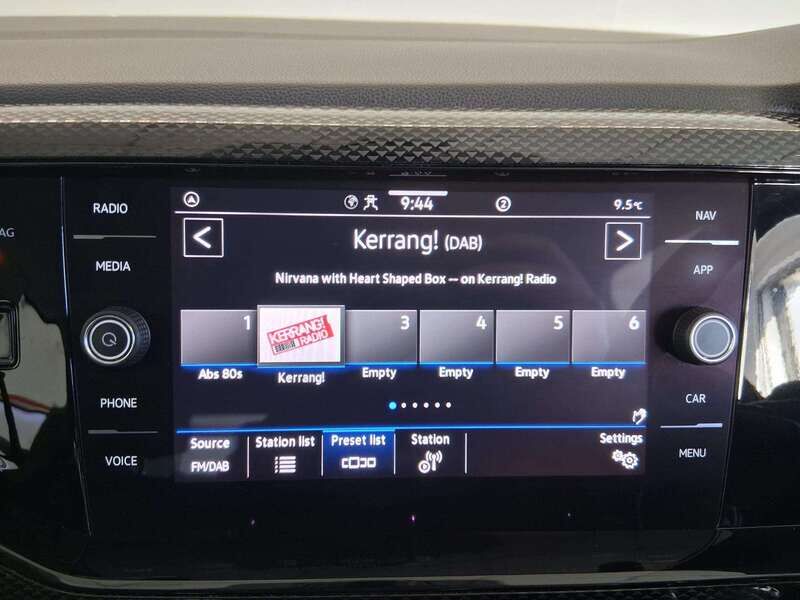 AG
RADIO
MEDIA
PHONE
VOICE
9:44
2
9.5°C
Kerrang! (DAB)
Nirvana with Heart Shaped Box -- on Kerrang! Radio
1
KERRANG!
RADIO
3
4
5
6
Abs 80s
Kerrang!
Empty
Empty
Empty
Empty
Source
FM/DAB
Station list
Preset list
Station
Settings
NAV
APP
CAR
MENU